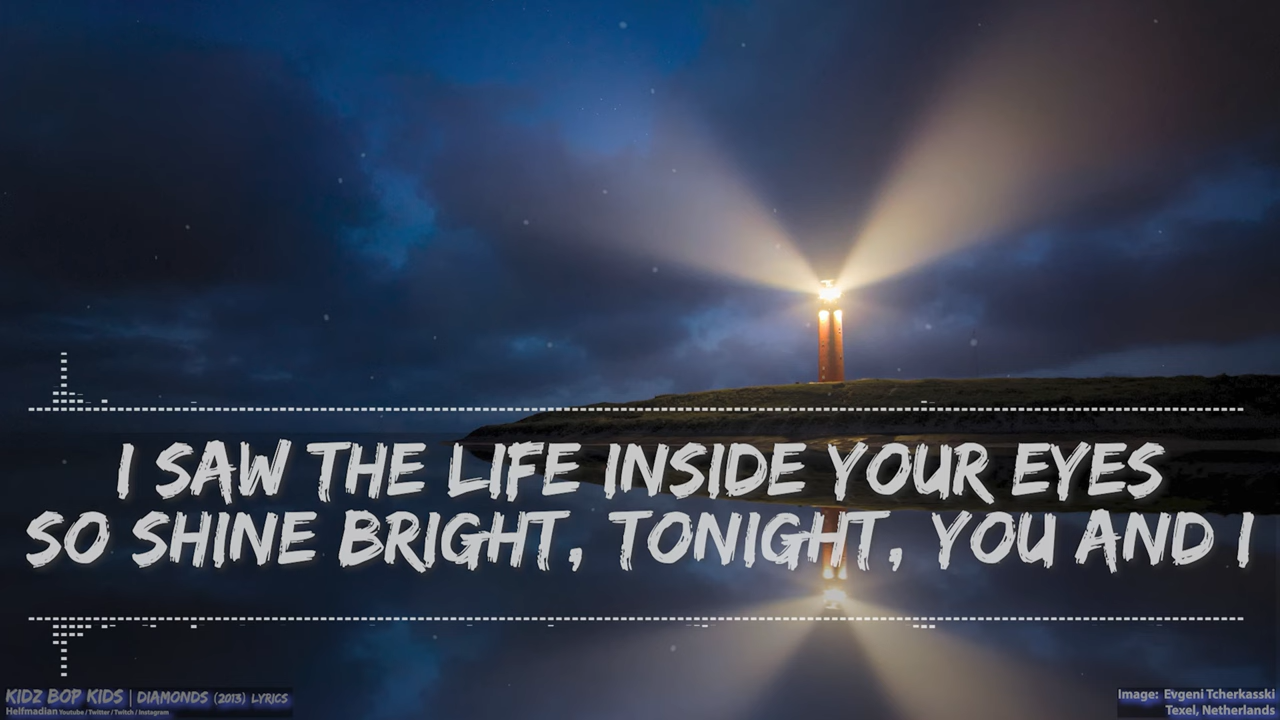 I SAW THE LIFE INSIDE YOUR EYES
SO SHINE BRIGHT, TONIGHT, YOU AND I
KIDZ BOP KIDS | DIAMONDS (2013) LYRICS
Helfmadian Youtube / Twitter / Twitch / Instagram
Image: Evgeni Tcherkasski
Texel, Netherlands